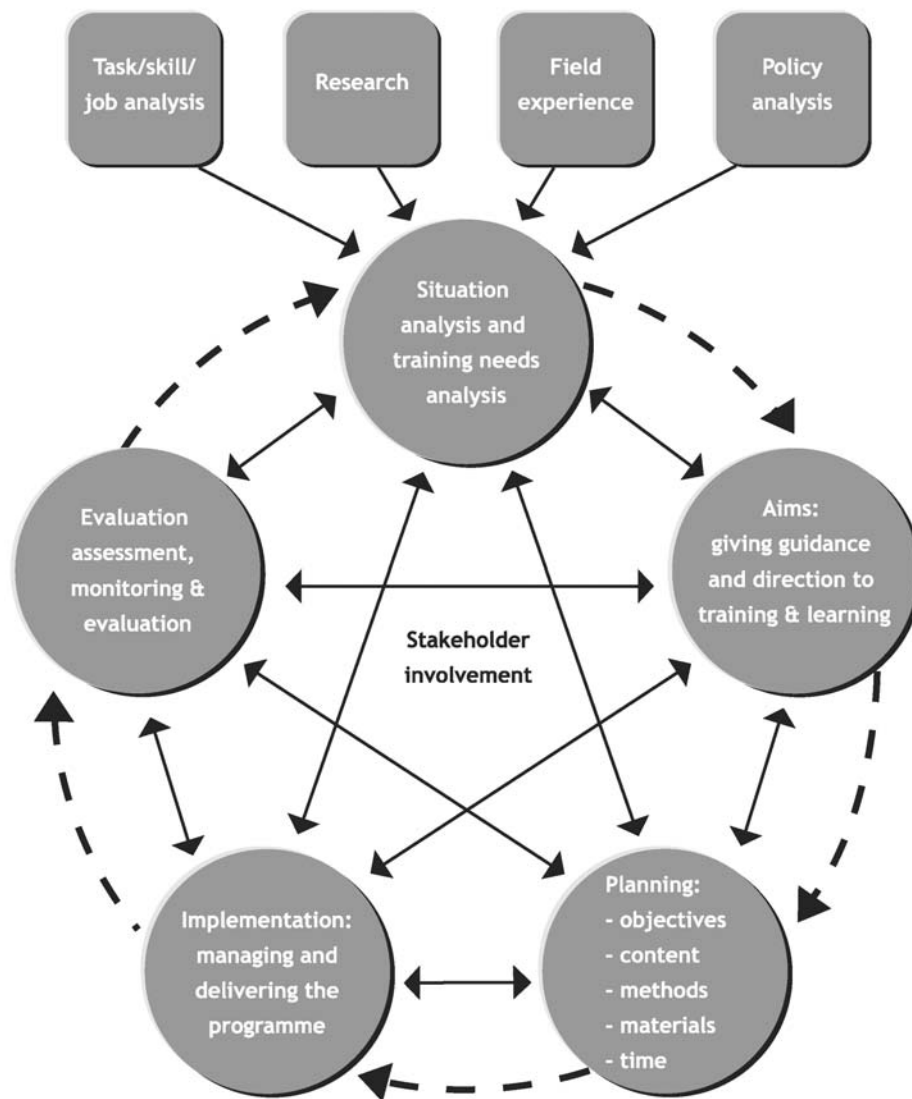 Task/skill/
job analysis
Research
Field
experience
Policy
analysis
Situation
analysis and
training needs
analysis
Evaluation
assessment,
monitoring &
evaluation
Aims:
giving guidance
and direction to
training & learning
Stakeholder
involvement
Implementation:
managing and
delivering the
programme
Planning:
- objectives
- content
- methods
- materials
- time